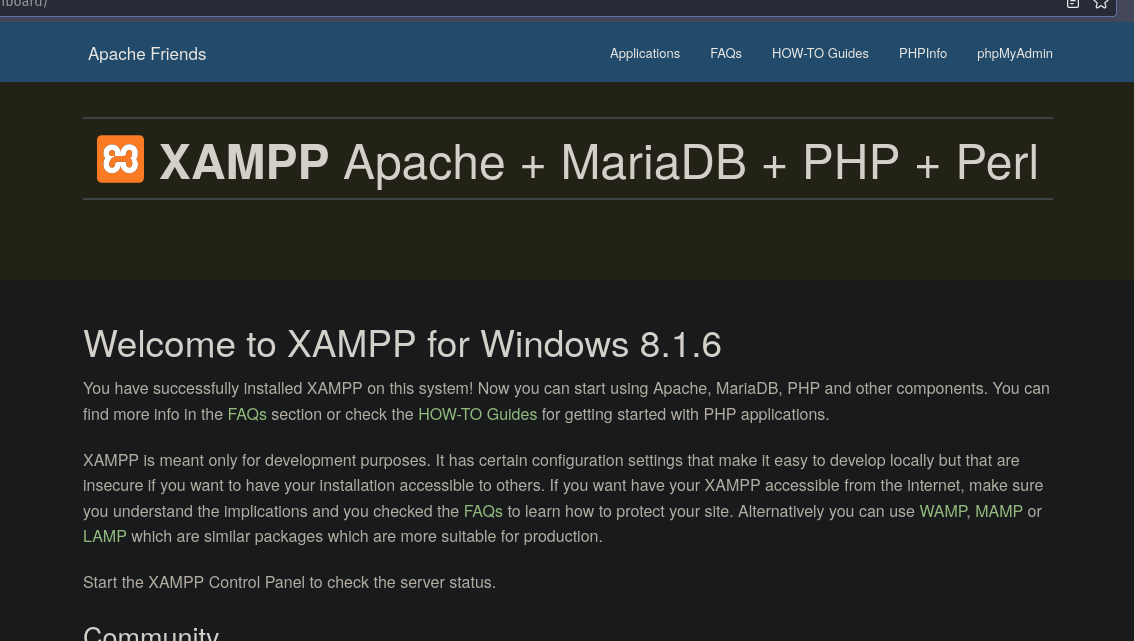 hboard/
Apache Friends Applications FAQs HOW-TO Guides PHPInfo phpMyAdmin
XAMPP Apache + MariaDB + PHP + Perl
Welcome to XAMPP for Windows 8.1.6
You have successfully installed XAMPP on this system! Now you can start using Apache, MariaDB, PHP and other components. You can
find more info in the FAQs section or check the HOW-TO Guides for getting started with PHP applications.
XAMPP is meant only for development purposes. It has certain configuration settings that make it easy to develop locally but that are
insecure if you want to have your installation accessible to others. If you want have your XAMPP accessible from the internet, make sure
you understand the implications and you checked the FAQs to learn how to protect your site. Alternatively you can use WAMP, MAMP or
LAMP which are similar packages which are more suitable for production.
Start the XAMPP Control Panel to check the server status.
Community